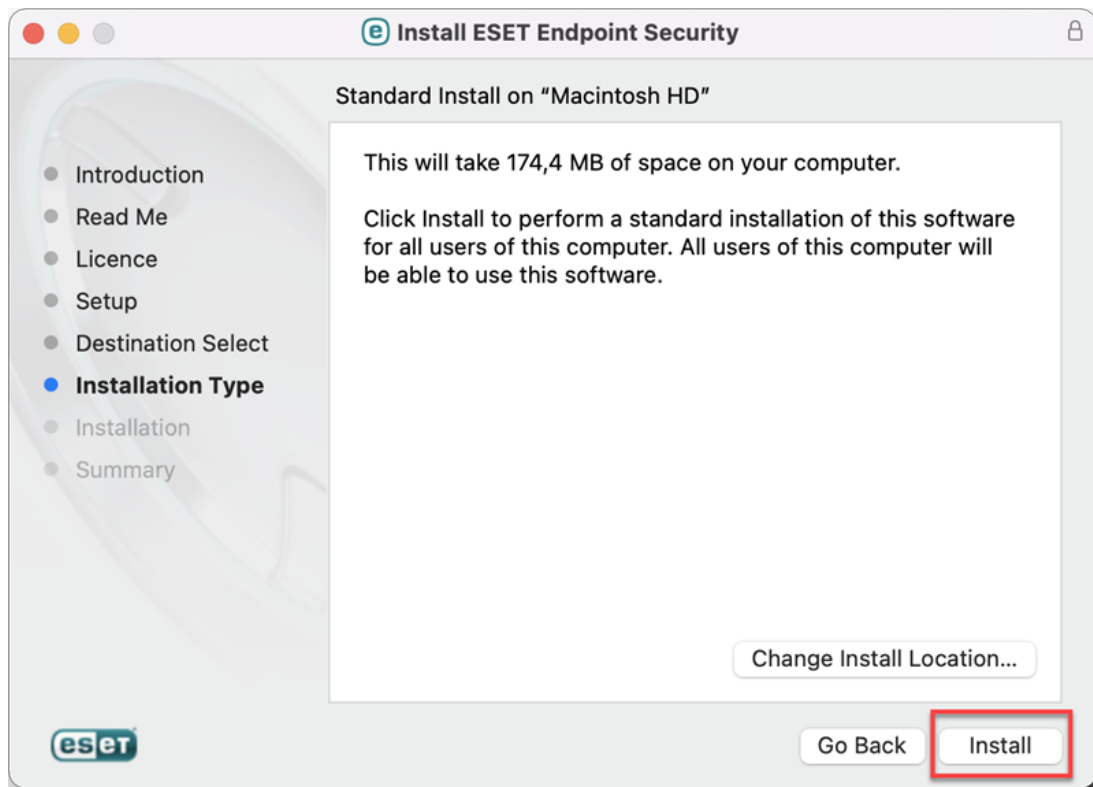 Install ESET Endpoint Security
Standard Install on “Macintosh HD”
Introduction
Read Me
Licence
Setup
Destination Select
Installation Type
Installation
Summary
This will take 174,4 MB of space on your computer.
Click Install to perform a standard installation of this software
for all users of this computer. All users of this computer will
be able to use this software.
Change Install Location...
eseT
Go Back
Install